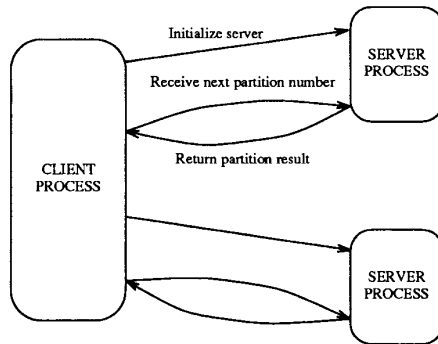 Initialize server
SERVER
PROCESS
Receive next partition number
Return partition result
CLIENT
PROCESS
SERVER
PROCESS